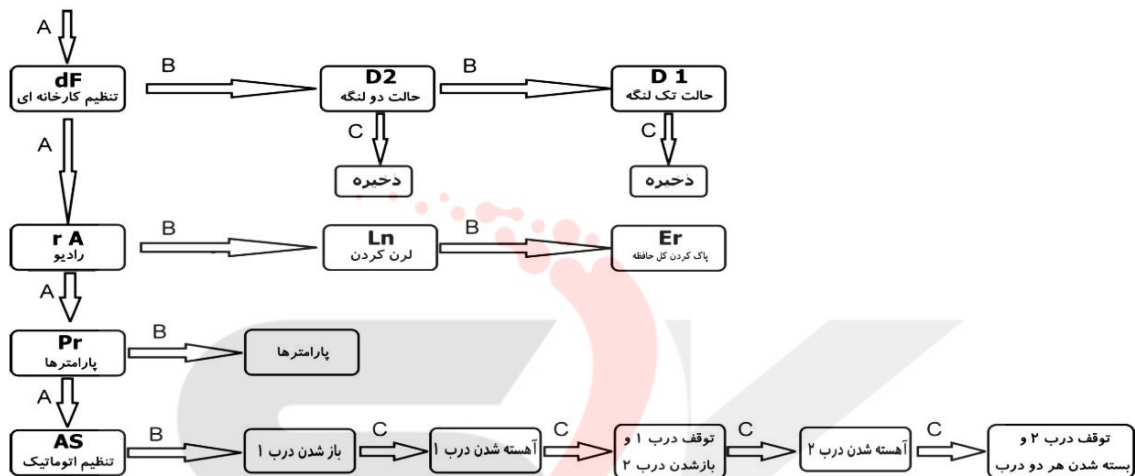 A
dF
تنظیم کارخانه ای
B
D2
حالت دو لنگه
B
D 1
حالت تک لنگه
C
ذخیره
C
ذخیره
A
r A
رادیو
B
Ln
لرن کردن
B
Er
پاک کردن کل حافظه
A
Pr
پارامترها
B
پارامترها
A
AS
تنظیم اتوماتیک
B
باز شدن درب ۱
C
آهسته شدن درب ۱
C
توقف درب ۱ و
بازشدن درب ۲
C
آهسته شدن درب ۲
C
توقف درب ۲ و
بسته شدن هر دو درب